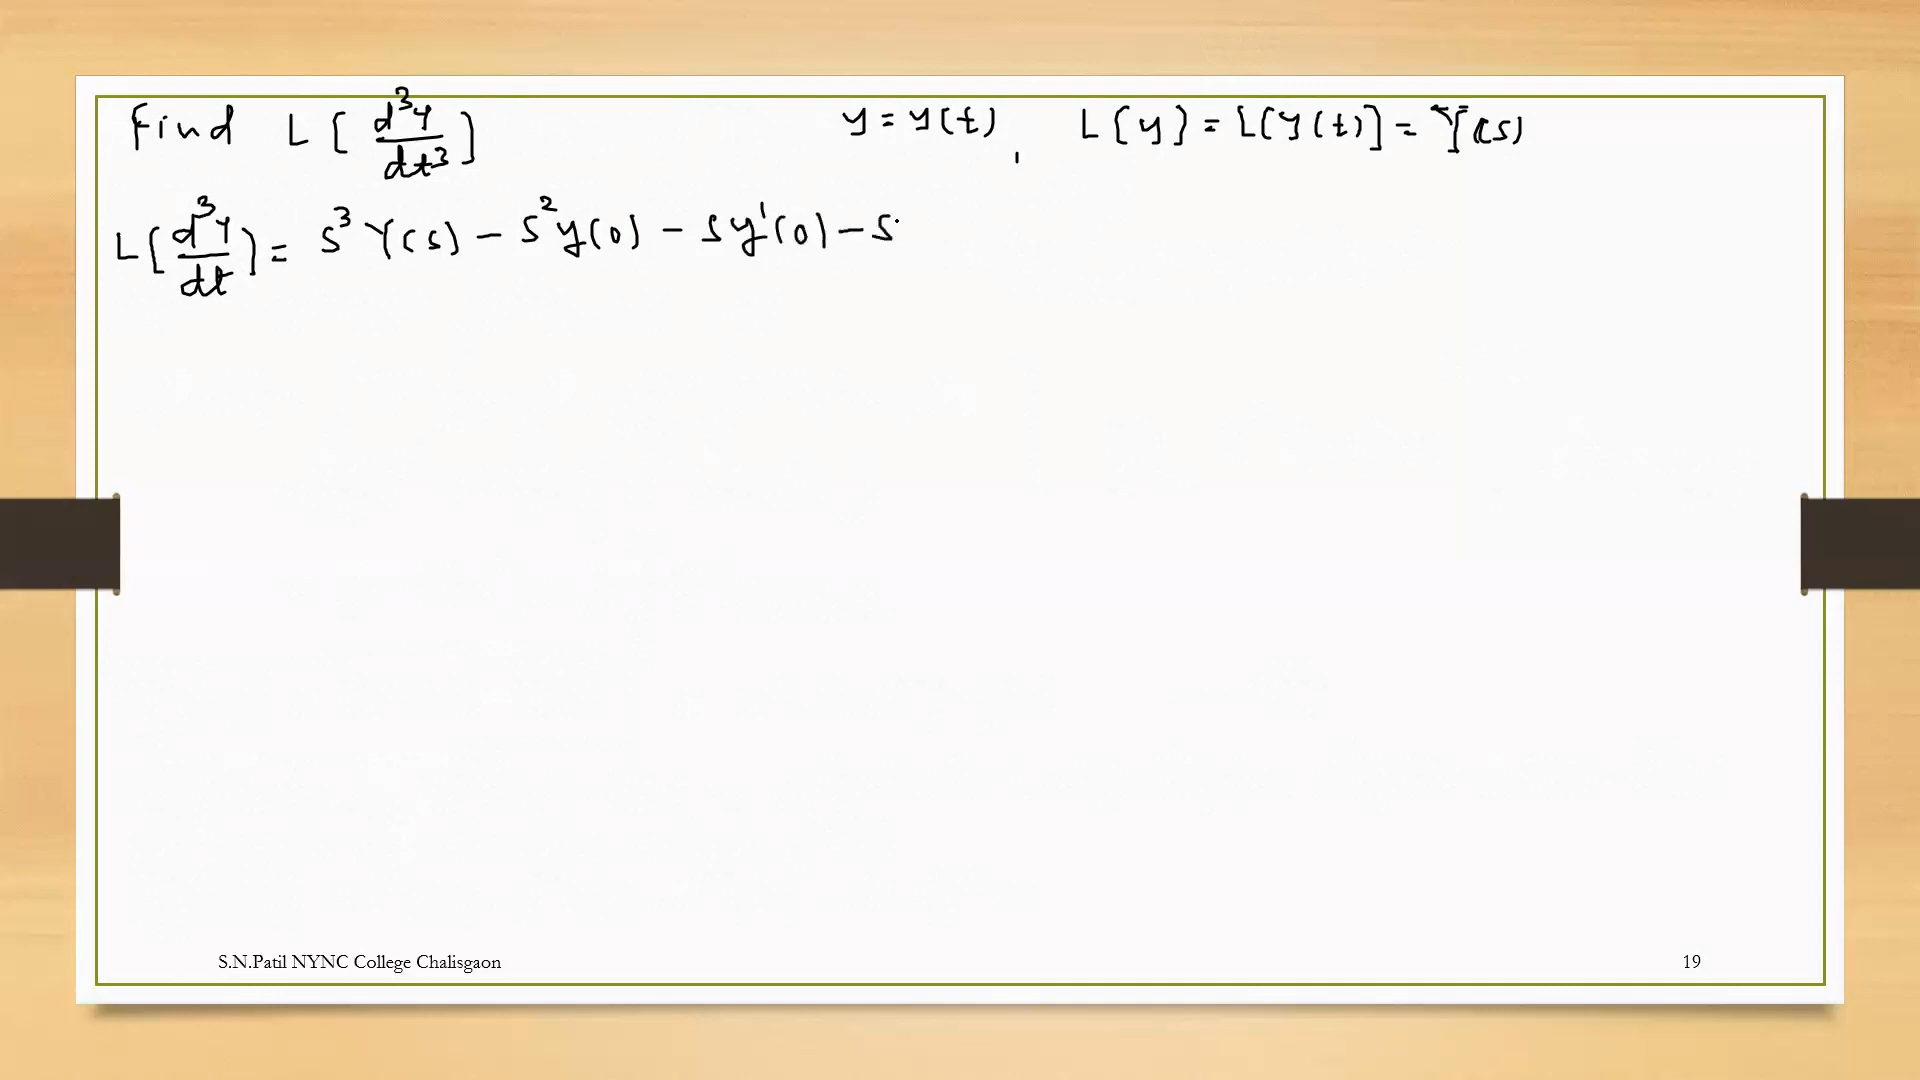 Find L[d³y/dt³] y = y(t), L[y] = L[y(t)] = Y(s)
L[d³y/dt] = s³ Y(s) − s² y(0) − s y'(0) − s
S.N.Patil NYNC College Chalisgaon 19